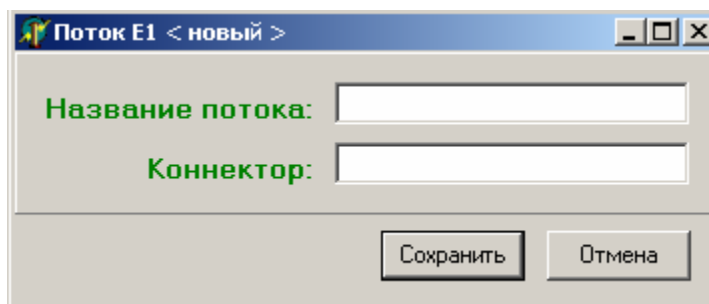 Поток E1 < новый >
Название потока:
Коннектор:
Сохранить Отмена